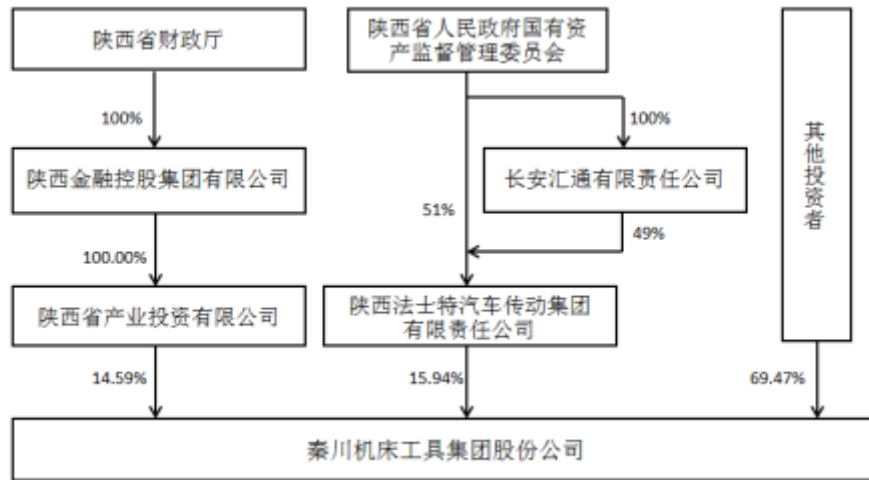 陕西省财政厅
陕西省人民政府国有资
产监督管理委员会
100%
100%
其他投资者
陕西金融控股集团有限公司
长安汇通有限责任公司
51%
49%
100.00%
陕西省产业投资有限公司
陕西法士特汽车传动集团
有限责任公司
14.59%
15.94%
69.47%
秦川机床工具集团股份公司